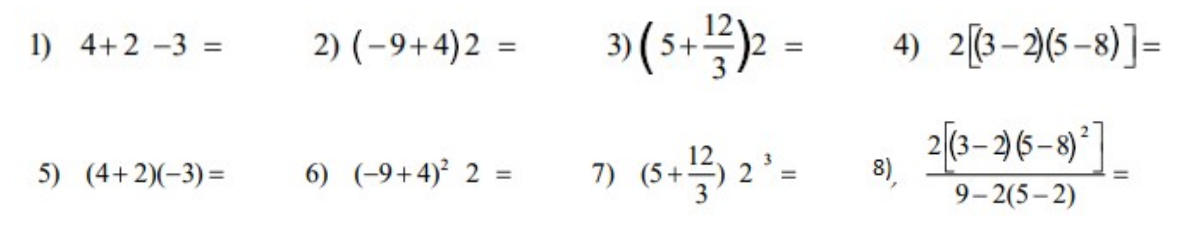 1) 4+2 −3 = 2) (−9+4)2 = 3) (5+12/3)2 = 4) 2[(3−2)(5−8)]=
5) (4+2)(−3)= 6) (−9+4)² 2 = 7) (5+12/3) 2³ = 8), 2[(3−2)(5−8)²]/9−2(5−2) =